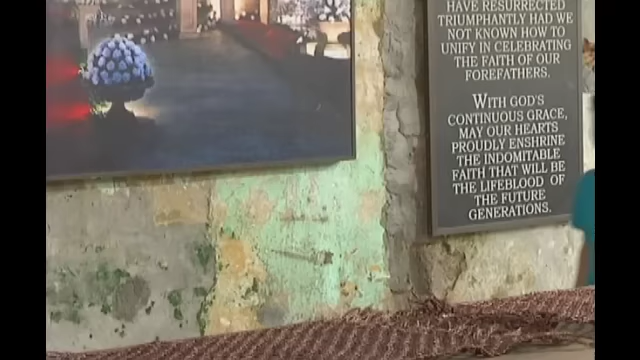 HAVE RESURRECTED
TRIUMPHANTLY HAD WE
NOT KNOWN HOW TO
UNIFY IN CELEBRATING
THE FAITH OF OUR
FOREFATHERS.
WITH GOD'S
CONTINUOUS GRACE,
MAY OUR HEARTS
PROUDLY ENSHRINE
THE INDOMITABLE
FAITH THAT WILL BE
THE LIFEBLOOD OF
THE FUTURE
GENERATIONS.